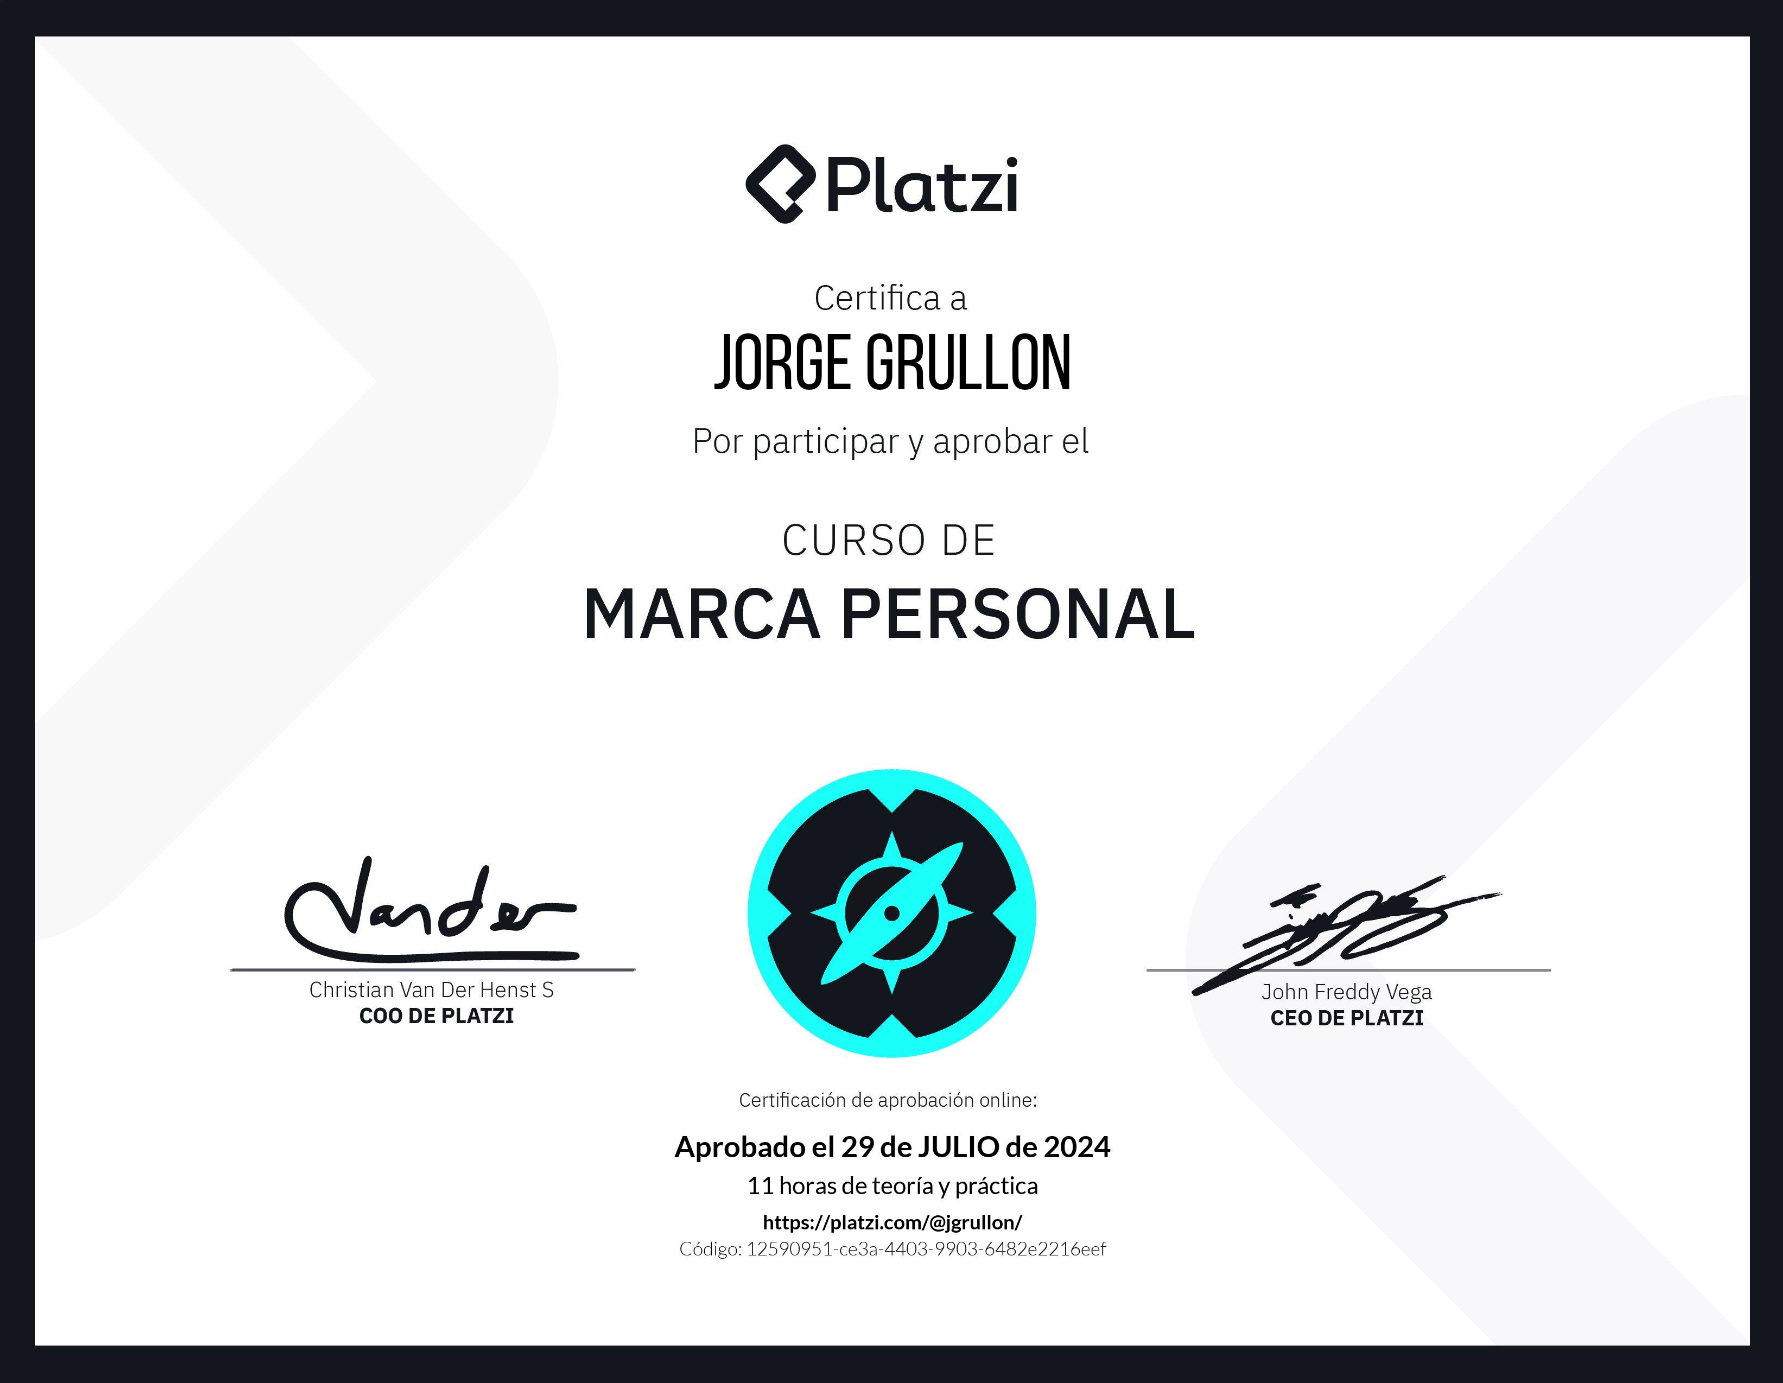 Platzi
Certifica a
JORGE GRULLON
Por participar y aprobar el
CURSO DE
MARCA PERSONAL
Vander
Christian Van Der Henst S
COO DE PLATZI
John Freddy Vega
CEO DE PLATZI
Certificación de aprobación online:
Aprobado el 29 de JULIO de 2024
11 horas de teoría y práctica
https://platzi.com/@jgrullon/
Código: 12590951-ce3a-4403-9903-6482e2216eef